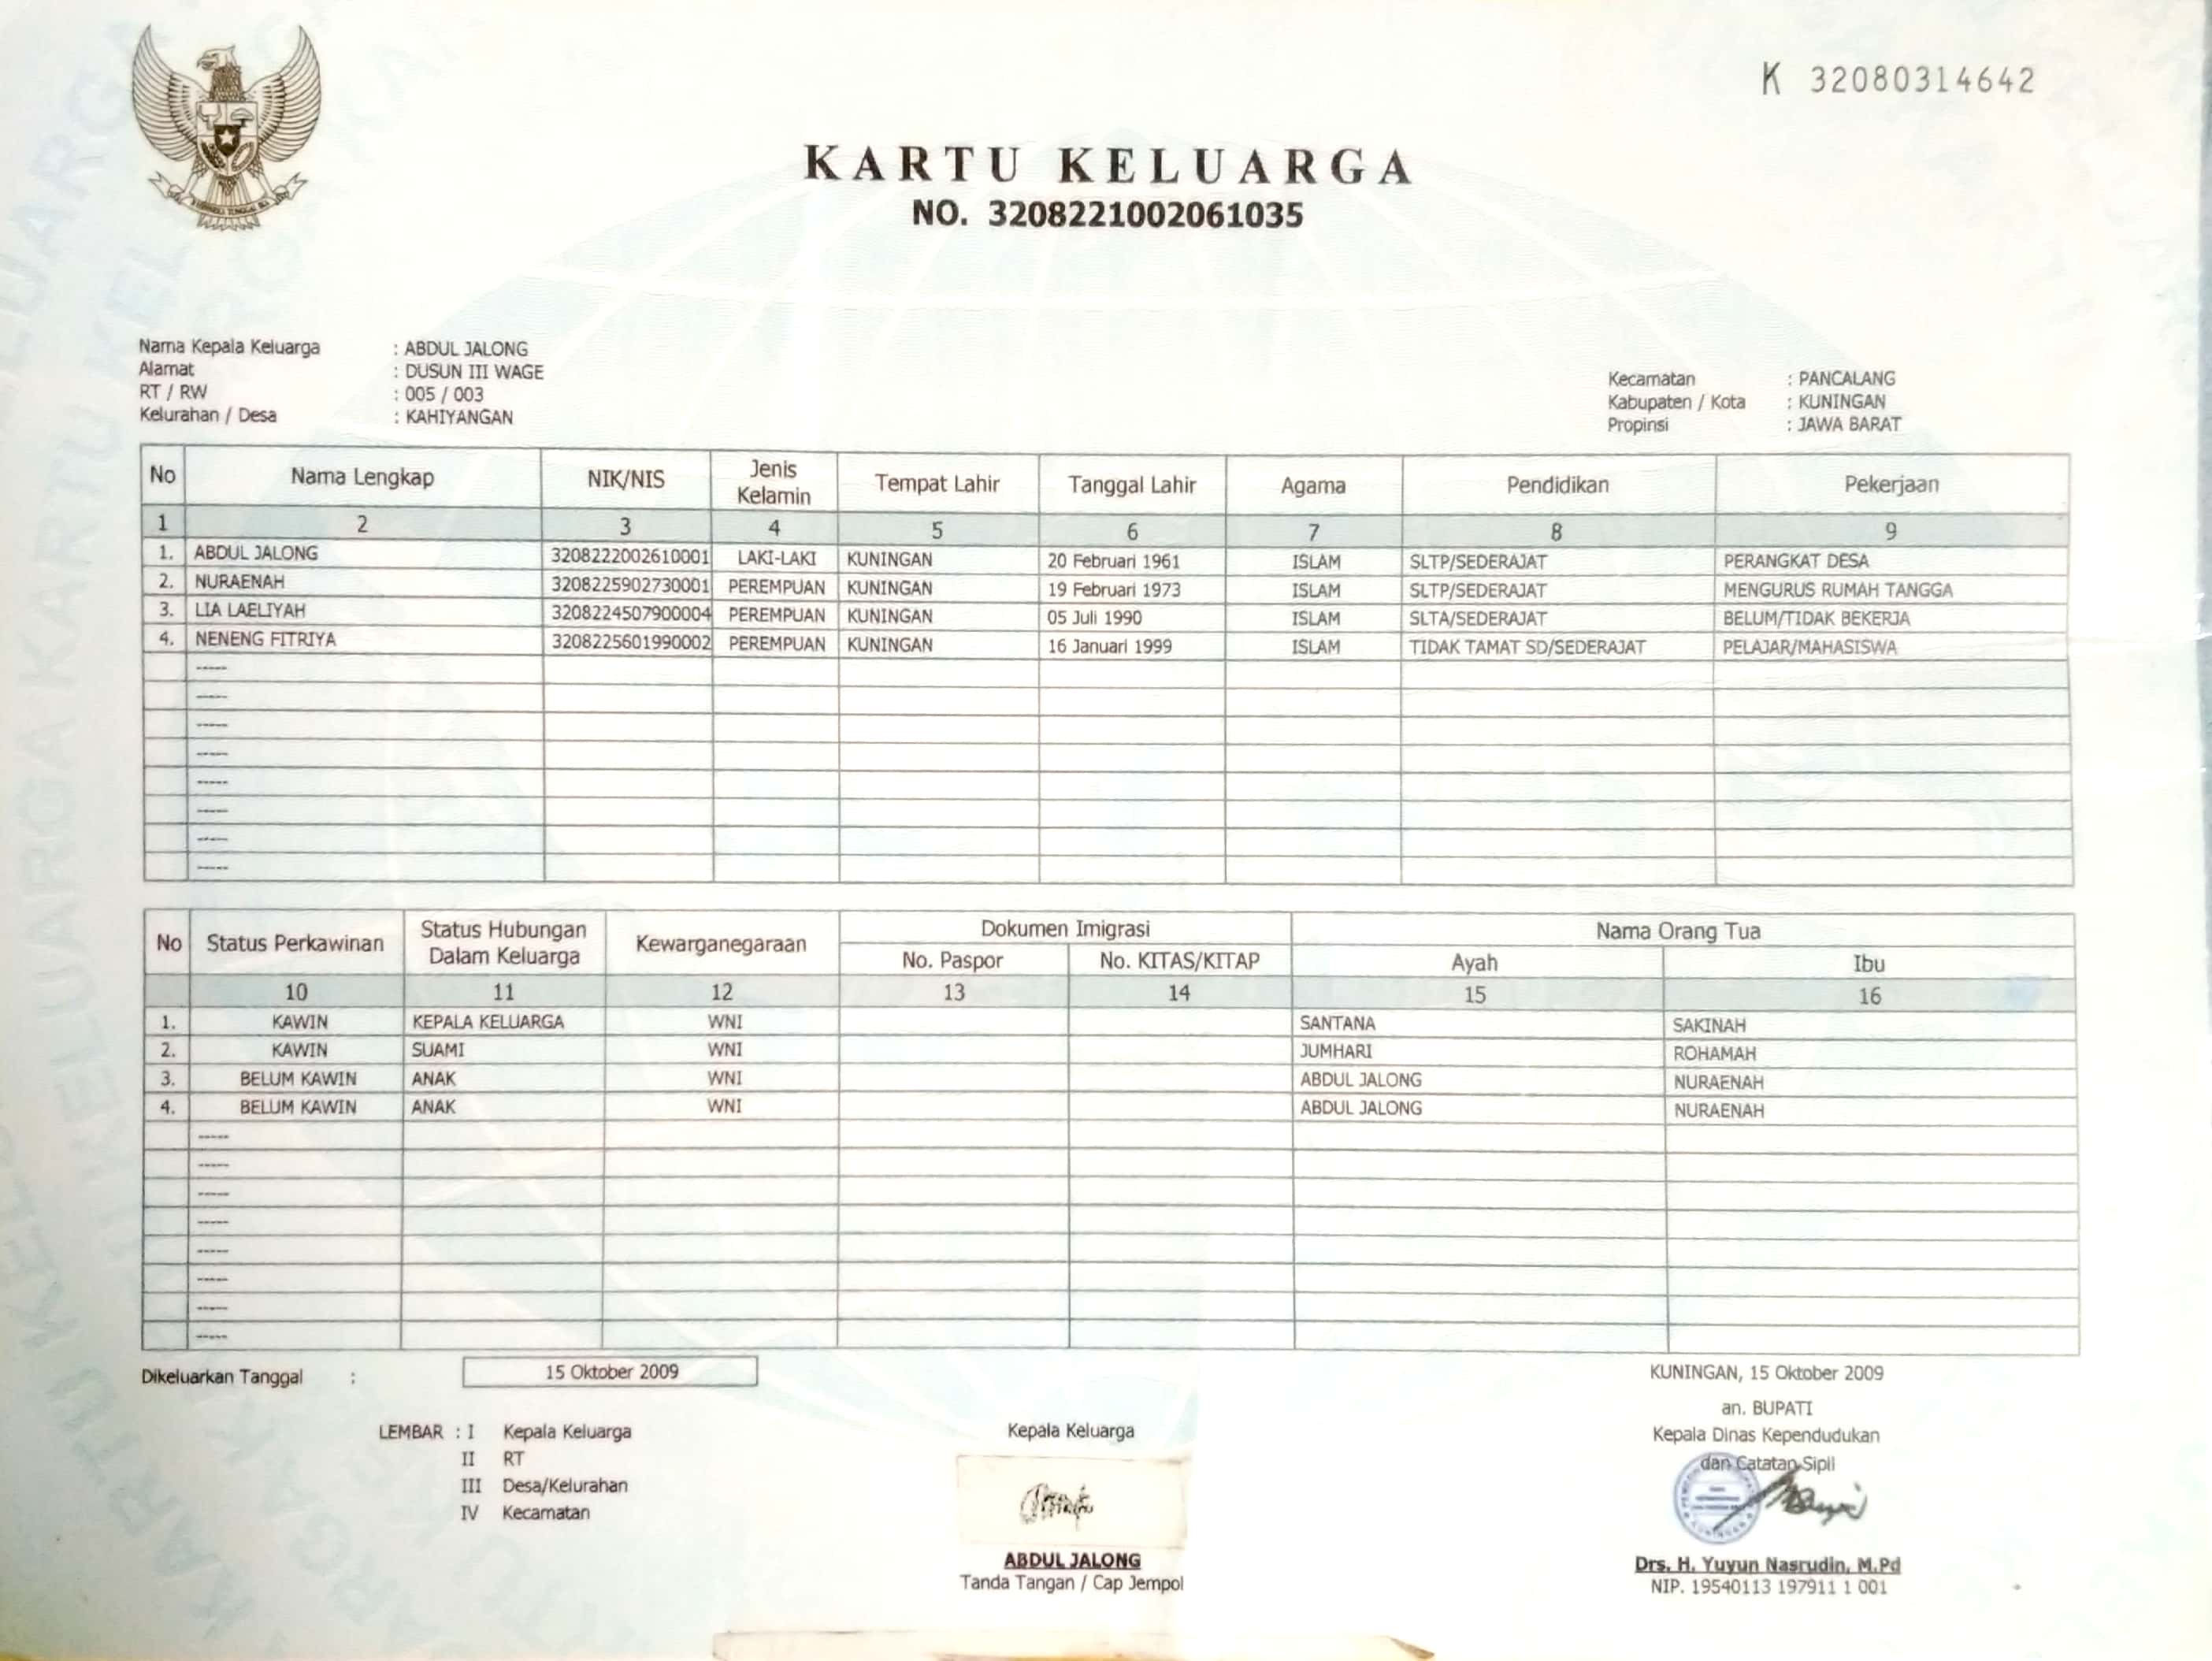 K 32080314642
KARTU KELUARGA
NO. 3208221002061035
Nama Kepala Keluarga : ABDUL JALONG
Alamat : DUSUN III WAGE
RT / RW : 005 / 003
Kelurahan / Desa : KAHIYANGAN
Kecamatan : PANCALANG
Kabupaten / Kota : KUNINGAN
Propinsi : JAWA BARAT
No Nama Lengkap NIK/NIS Jenis Kelamin Tempat Lahir Tanggal Lahir Agama Pendidikan Pekerjaan
1 2 3 4 5 6 7 8 9
1. ABDUL JALONG 3208222002610001 LAKI-LAKI KUNINGAN 20 Februari 1961 ISLAM SLTP/SEDERAJAT PERANGKAT DESA
2. NURAENAH 3208225902730001 PEREMPUAN KUNINGAN 19 Februari 1973 ISLAM SLTP/SEDERAJAT MENGURUS RUMAH TANGGA
3. LIA LAELIYAH 3208224507900004 PEREMPUAN KUNINGAN 05 Juli 1990 ISLAM SLTA/SEDERAJAT BELUM/TIDAK BEKERJA
4. NENENG FITRIYA 3208225601990002 PEREMPUAN KUNINGAN 16 Januari 1999 ISLAM TIDAK TAMAT SD/SEDERAJAT PELAJAR/MAHASISWA
-----
-----
-----
-----
-----
-----
-----
-----
No Status Perkawinan Status Hubungan Dalam Keluarga Kewarganegaraan Dokumen Imigrasi Nama Orang Tua
No. Paspor No. KITAS/KITAP Ayah Ibu
10 11 12 13 14 15 16
1. KAWIN KEPALA KELUARGA WNI SANTANA SAKINAH
2. KAWIN SUAMI WNI JUMHARI ROHAMAH
3. BELUM KAWIN ANAK WNI ABDUL JALONG NURAENAH
4. BELUM KAWIN ANAK WNI ABDUL JALONG NURAENAH
-----
-----
-----
-----
-----
-----
-----
-----
Dikeluarkan Tanggal : 15 Oktober 2009
LEMBAR : I Kepala Keluarga
II RT
III Desa/Kelurahan
IV Kecamatan
Kepala Keluarga
ABDUL JALONG
Tanda Tangan / Cap Jempol
KUNINGAN, 15 Oktober 2009
an. BUPATI
Kepala Dinas Kependudukan
dan Catatan Sipil
Drs. H. Yuyun Nasrudin, M.Pd
NIP. 19540113 197911 1 001